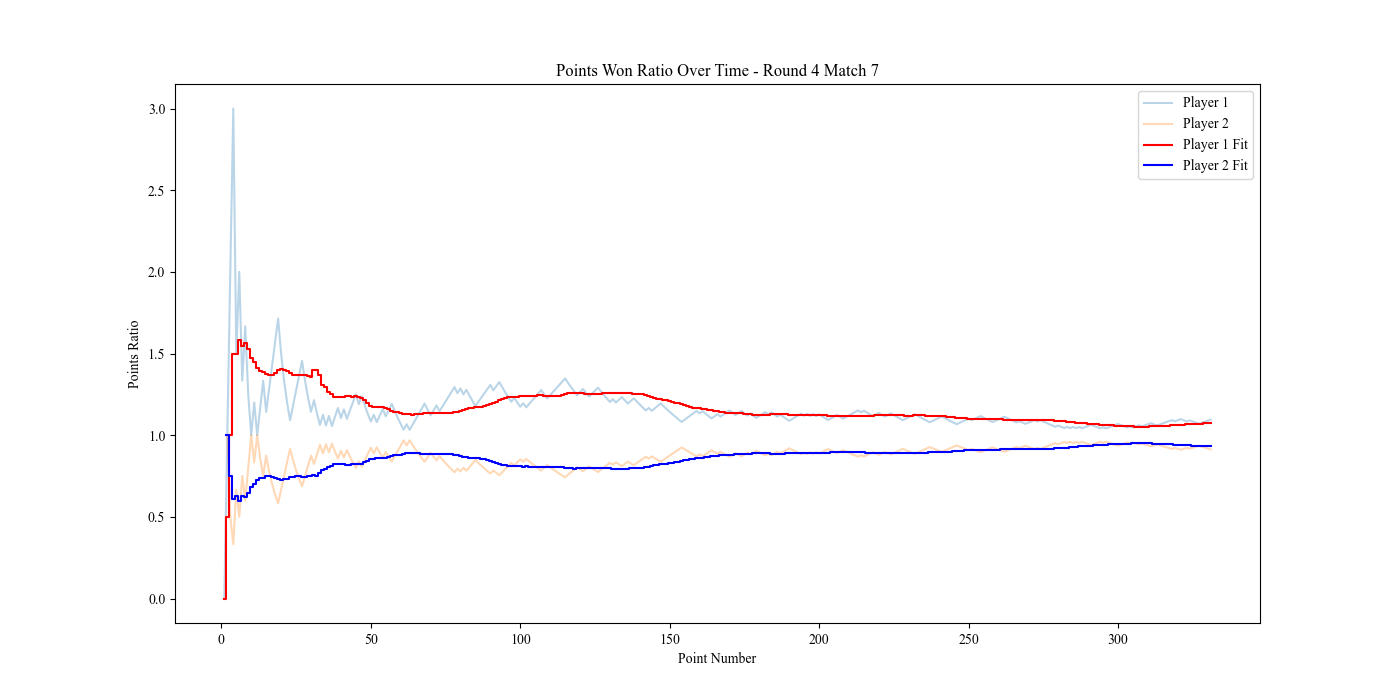 Points Won Ratio Over Time - Round 4 Match 7
Player 1
Player 2
Player 1 Fit
Player 2 Fit
Points Ratio
3.0
2.5
2.0
1.5
1.0
0.5
0.0
0 50 100 150 200 250 300
Point Number